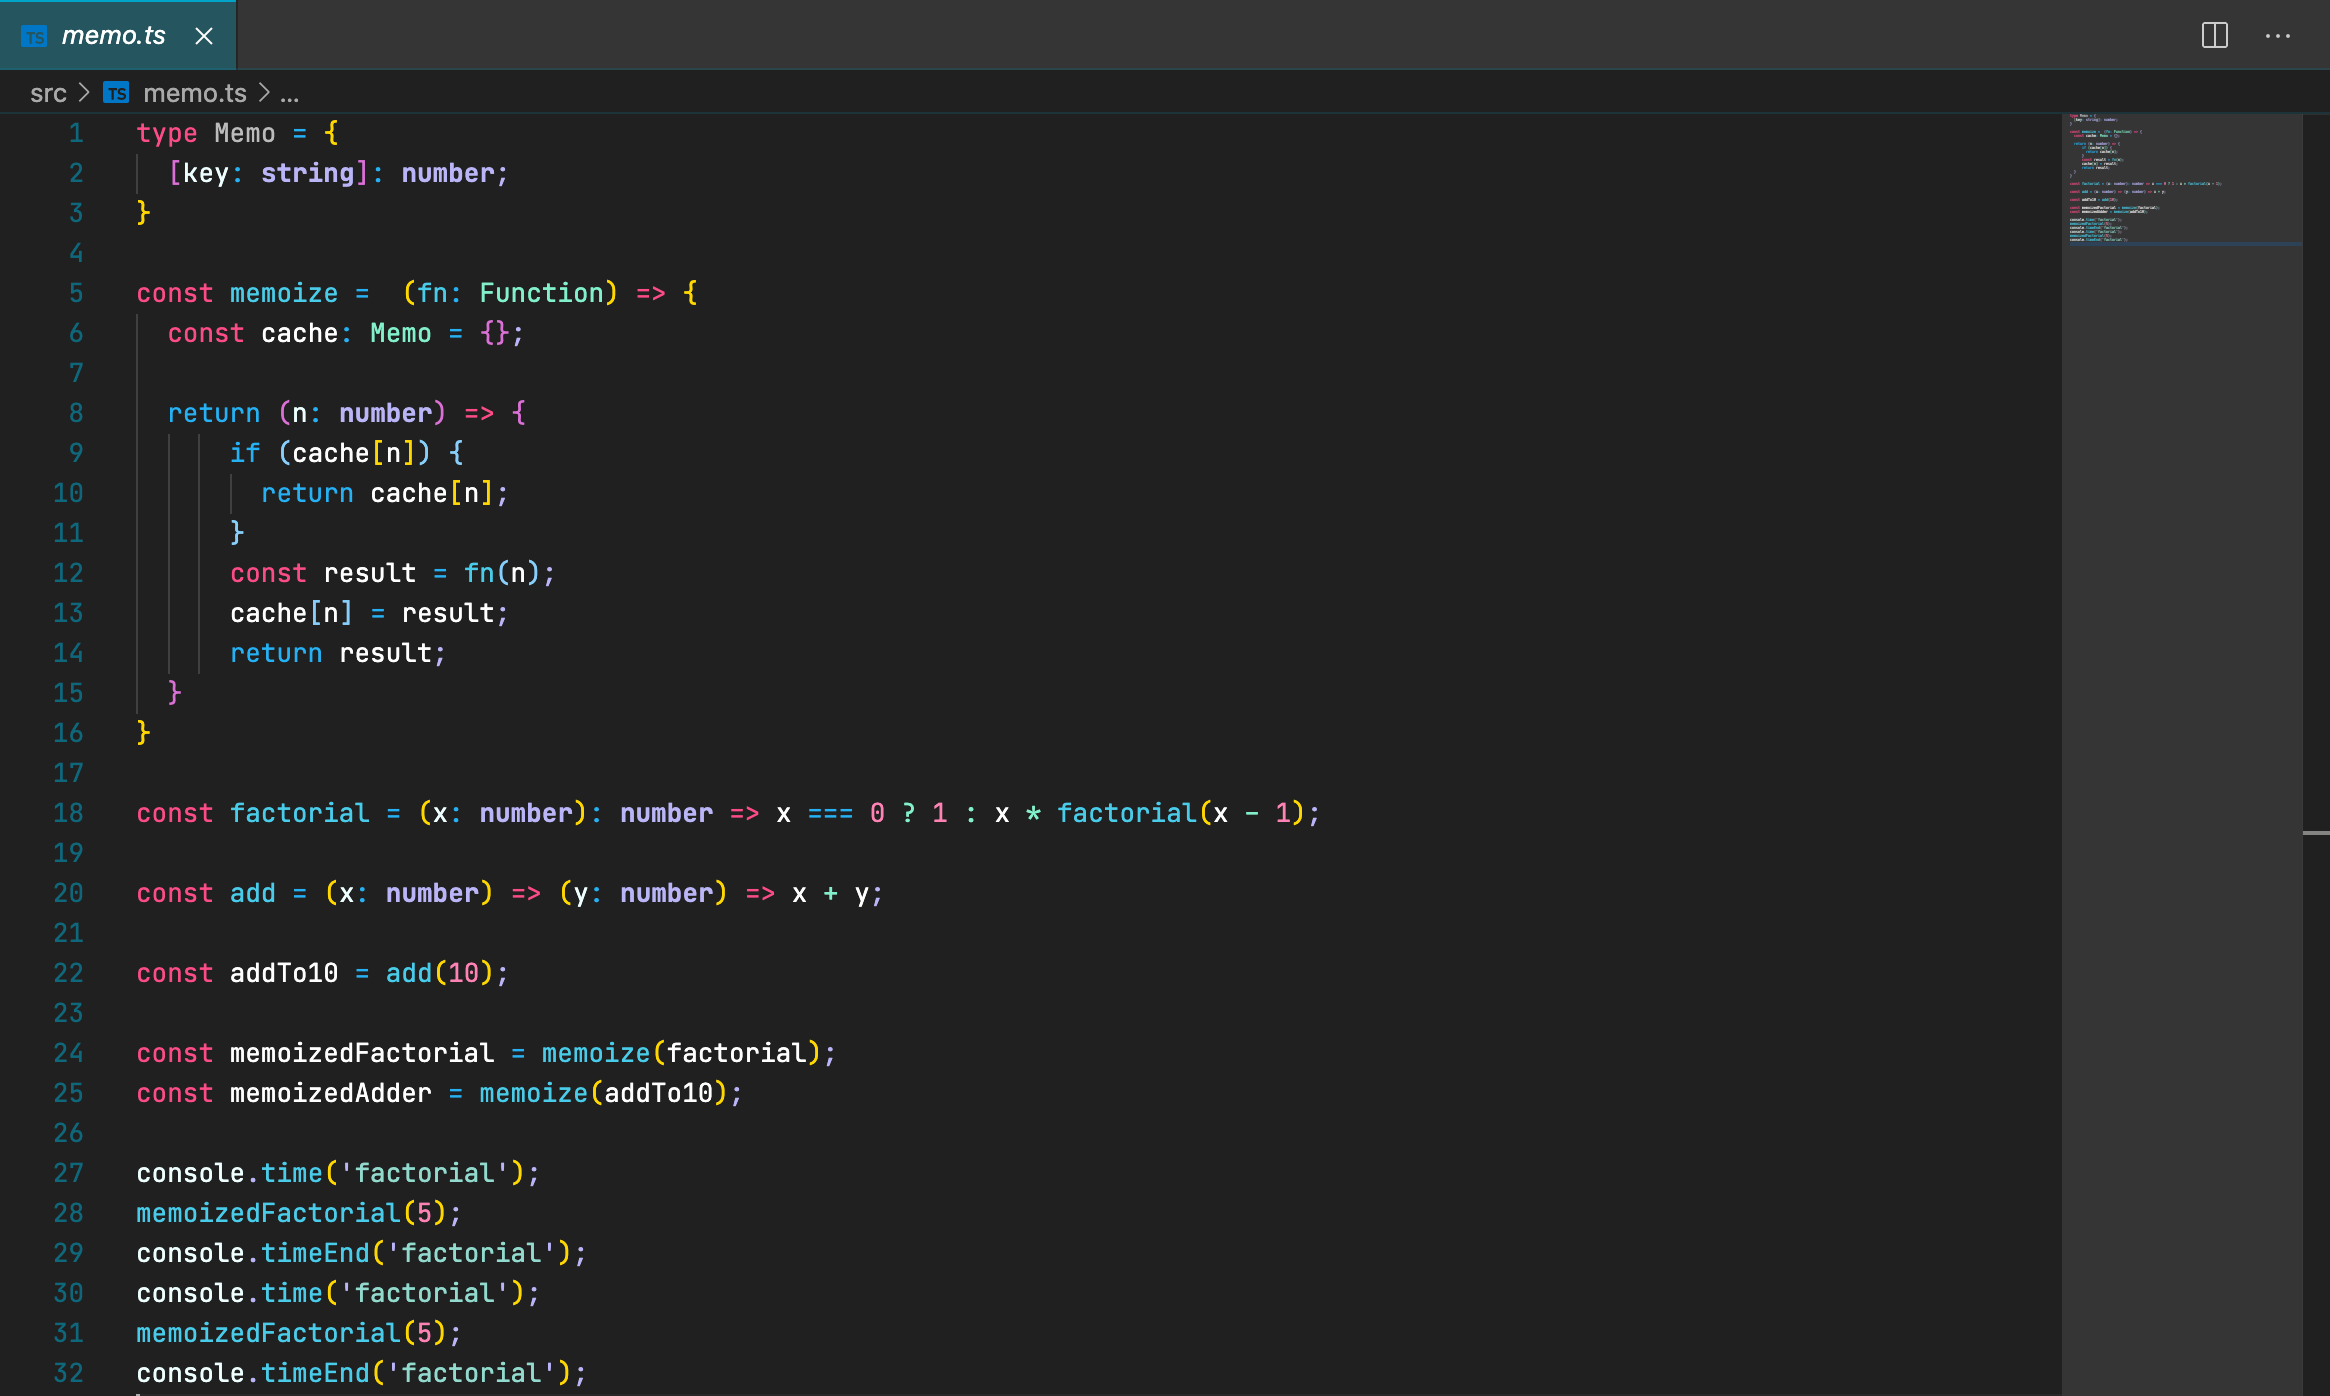 TS memo.ts
src > TS memo.ts > ...
1 type Memo = {
2   [key: string]: number;
3 }
4
5 const memoize =  (fn: Function) => {
6   const cache: Memo = {};
7
8   return (n: number) => {
9       if (cache[n]) {
10         return cache[n];
11       }
12       const result = fn(n);
13       cache[n] = result;
14       return result;
15   }
16 }
17
18 const factorial = (x: number): number => x === 0 ? 1 : x * factorial(x - 1);
19
20 const add = (x: number) => (y: number) => x + y;
21
22 const addTo10 = add(10);
23
24 const memoizedFactorial = memoize(factorial);
25 const memoizedAdder = memoize(addTo10);
26
27 console.time('factorial');
28 memoizedFactorial(5);
29 console.timeEnd('factorial');
30 console.time('factorial');
31 memoizedFactorial(5);
32 console.timeEnd('factorial');